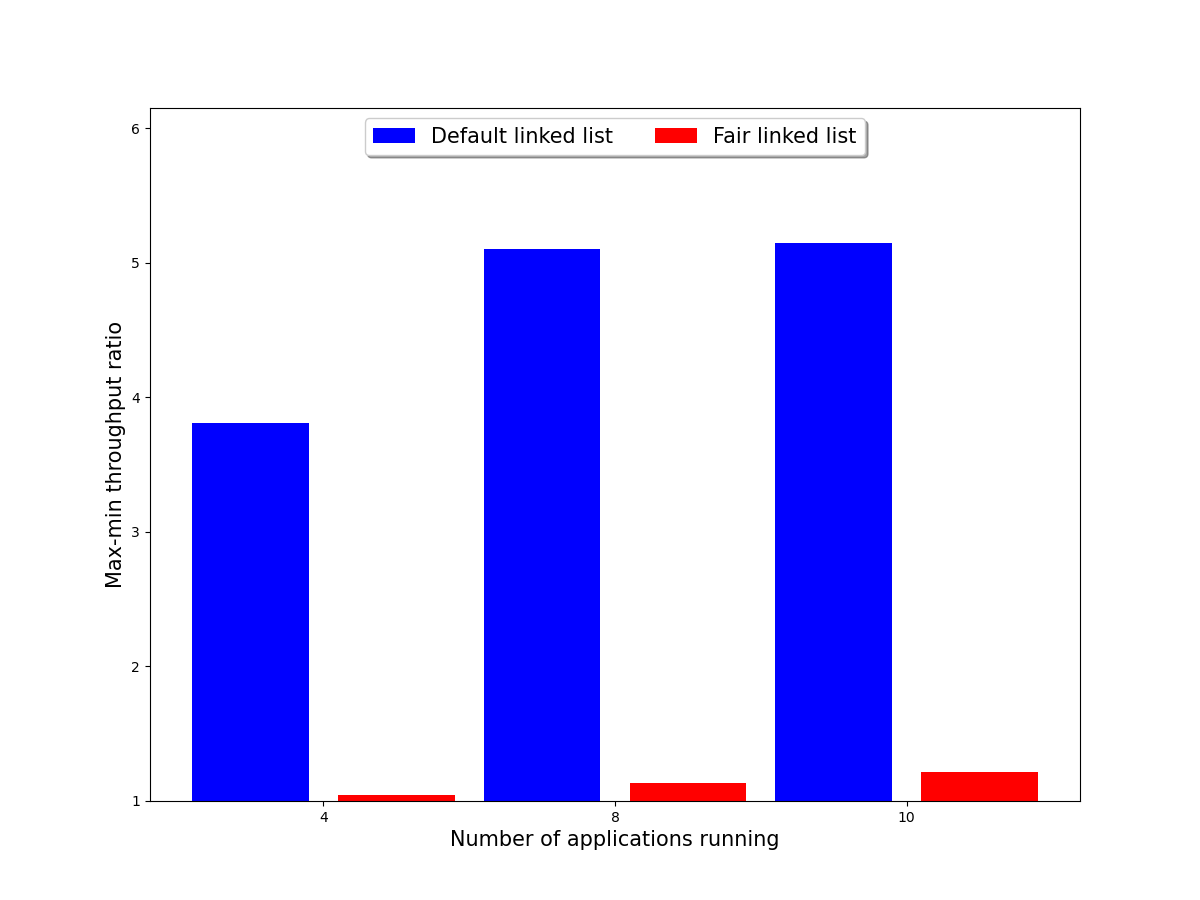 Default linked list
Fair linked list
6
5
4
3
2
1
Max-min throughput ratio
4
8
10
Number of applications running